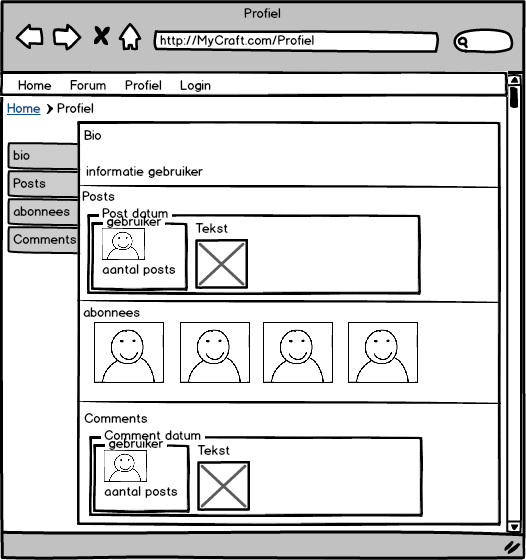 Profiel
http://MyCraft.com/Profiel
Home Forum Profiel Login
Home Profiel
bio
Posts
abonnees
Comments
Bio
informatie gebruiker
Posts
Post datum
gebruiker
Tekst
aantal posts
abonnees
Comments
Comment datum
gebruiker
Tekst
aantal posts